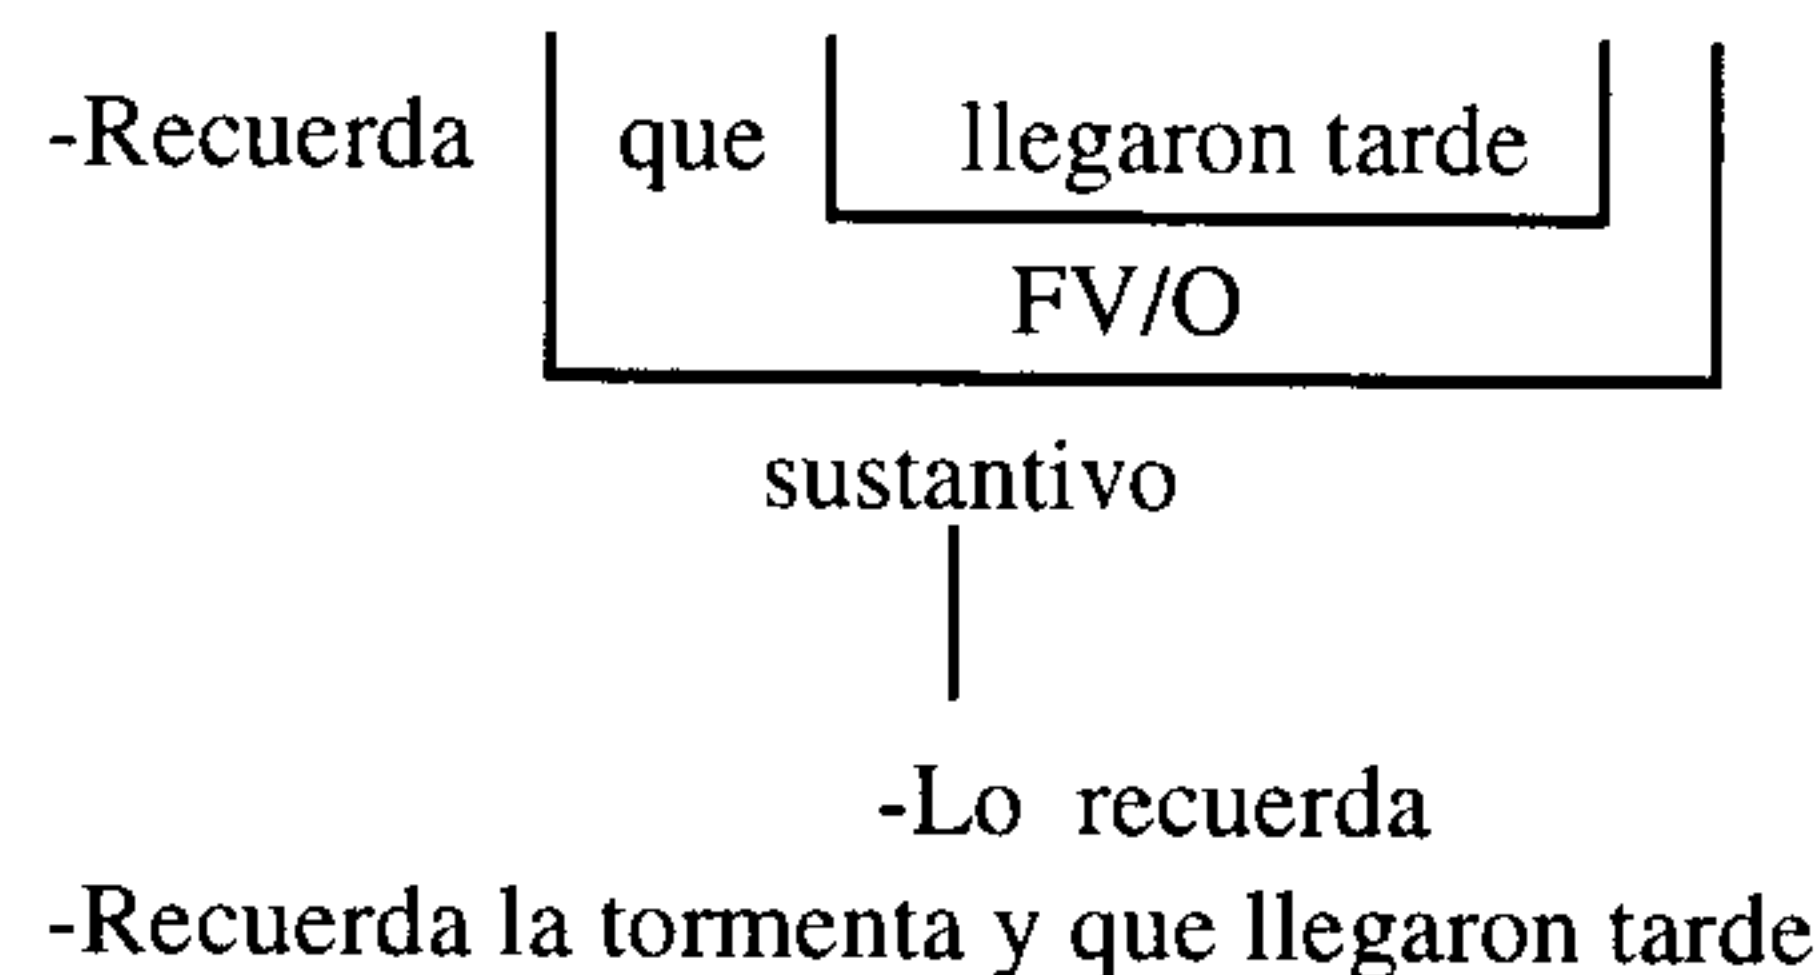 -Recuerda que llegaron tarde
FV/O
sustantivo
-Lo recuerda
-Recuerda la tormenta y que llegaron tarde